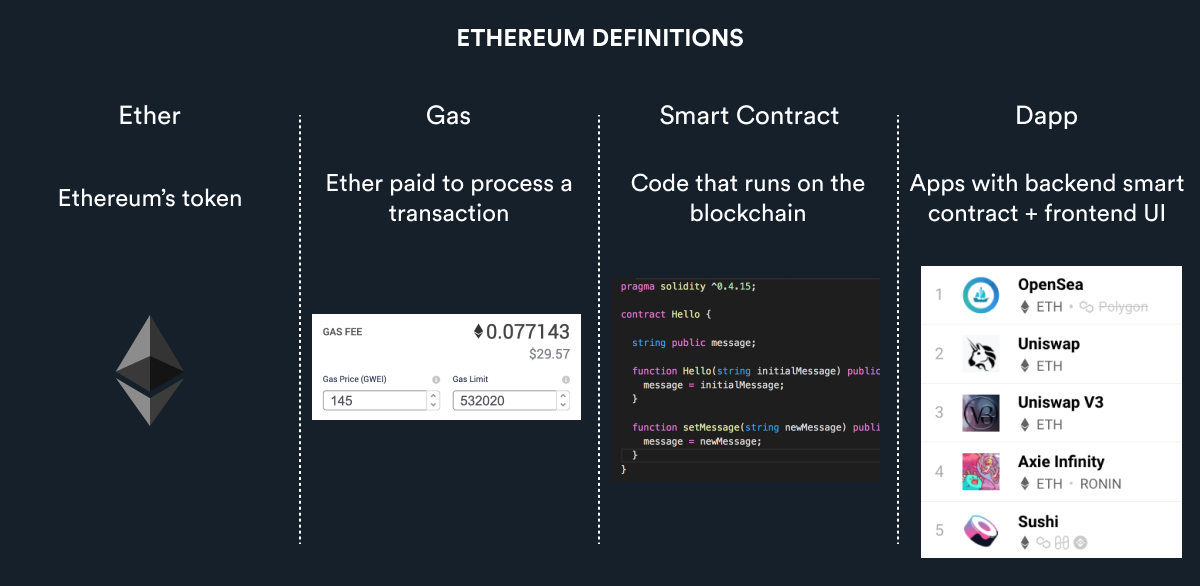 ETHEREUM DEFINITIONS
Ether
Ethereum’s token
Gas
Ether paid to process a
transaction
GAS FEE
0.077143
$29.57
Gas Price (GWEI)
Gas Limit
145
532020
Smart Contract
Code that runs on the
blockchain
pragma solidity ^0.4.15;
contract Hello {
string public message;
function Hello(string initialMessage) public
message = initialMessage;
}
function setMessage(string newMessage) publi
message = newMessage;
}
}
Dapp
Apps with backend smart
contract + frontend UI
1
OpenSea
ETH • Polygon
2
Uniswap
ETH
3
Uniswap V3
ETH
4
Axie Infinity
ETH • RONIN
5
Sushi